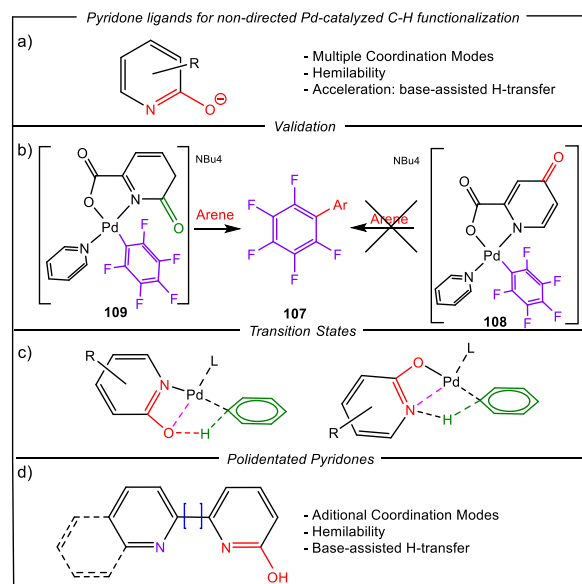 Pyridone ligands for non-directed Pd-catalyzed C-H functionalization
a)
R
N
O
⊖
- Multiple Coordination Modes
- Hemilability
- Acceleration: base-assisted H-transfer
Validation
b)
NBu4
O
O
N
O
Pd
N
F
F
F
F
F
109
Arene
F
F
F
F
F
Ar
107
Arene
NBu4
O
O
O
N
Pd
N
F
F
F
F
F
108
Transition States
c)
R
N
L
Pd
O
H
L
O
Pd
N
H
R
Polidentated Pyridones
d)
N
N
OH
- Aditional Coordination Modes
- Hemilability
- Base-assisted H-transfer